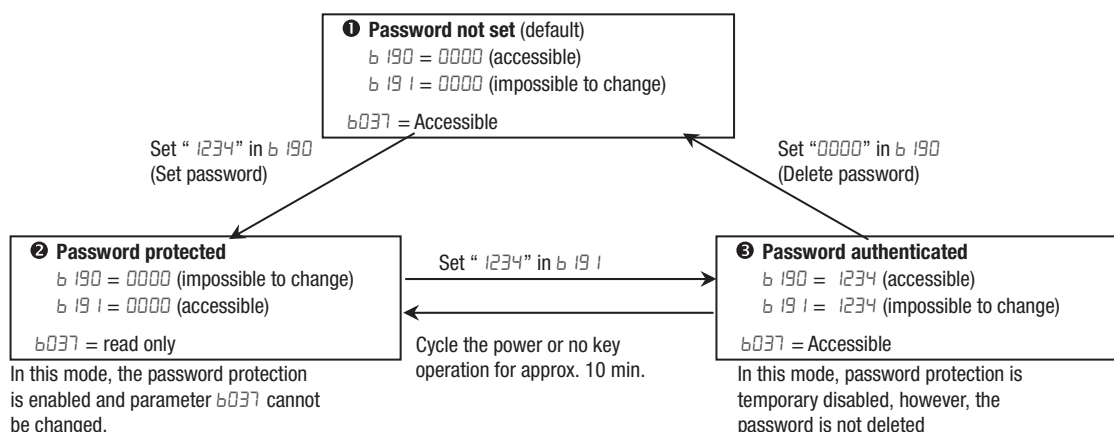 ❶ Password not set (default)
b 190 = 0000 (accessible)
b 191 = 0000 (impossible to change)
b037 = Accessible
Set “ 1234” in b 190
(Set password)
Set “0000” in b 190
(Delete password)
❷ Password protected
b 190 = 0000 (impossible to change)
b 191 = 0000 (accessible)
b037 = read only
In this mode, the password protection
is enabled and parameter b037 cannot
be changed.
Set “ 1234” in b 191
Cycle the power or no key
operation for approx. 10 min.
❸ Password authenticated
b 190 = 1234 (accessible)
b 191 = 1234 (impossible to change)
b037 = Accessible
In this mode, password protection is
temporary disabled, however, the
password is not deleted